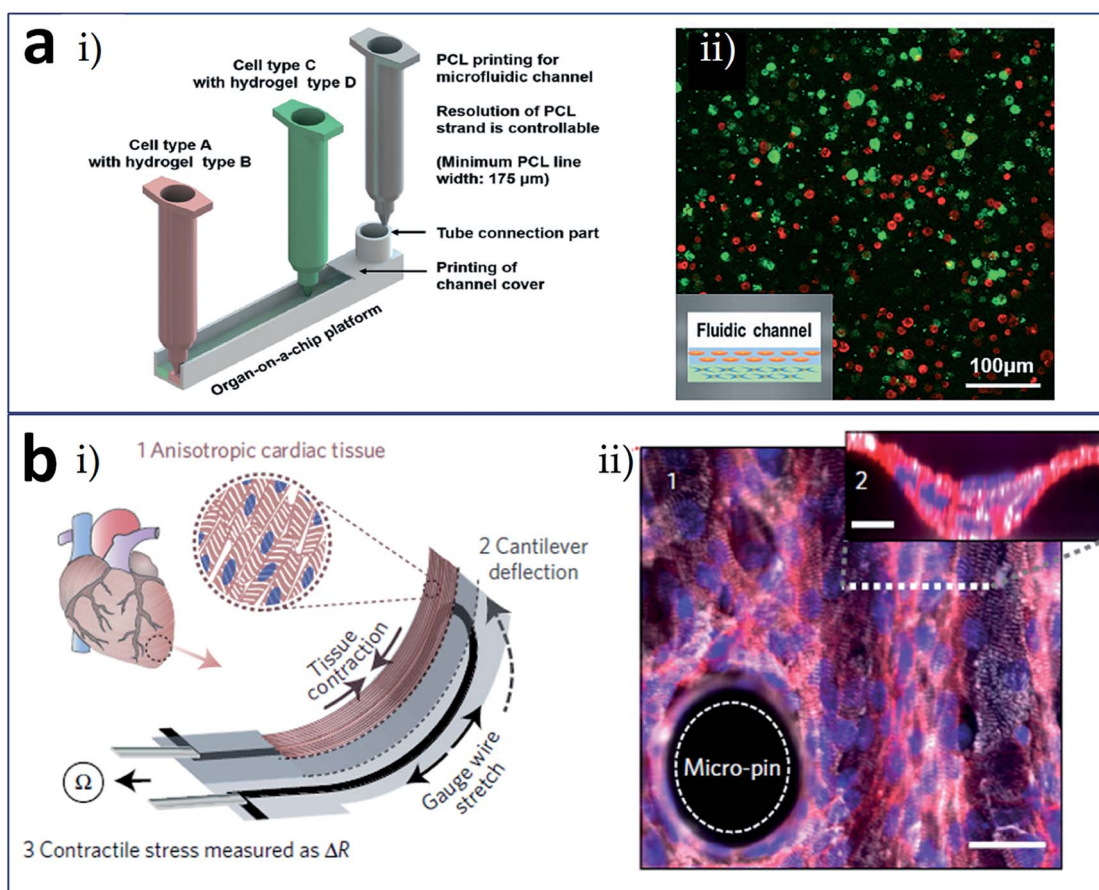 a i)
Cell type A
with hydrogel type B
Cell type C
with hydrogel type D
PCL printing for
microfluidic channel
Resolution of PCL
strand is controllable
(Minimum PCL line
width: 175 µm)
Tube connection part
Printing of
channel cover
Organ-on-a-chip platform
ii)
Fluidic channel
100µm
b i)
1 Anisotropic cardiac tissue
2 Cantilever
deflection
Tissue
contraction
Gauge wire
stretch
Ω
3 Contractile stress measured as ΔR
ii)
1
2
Micro-pin